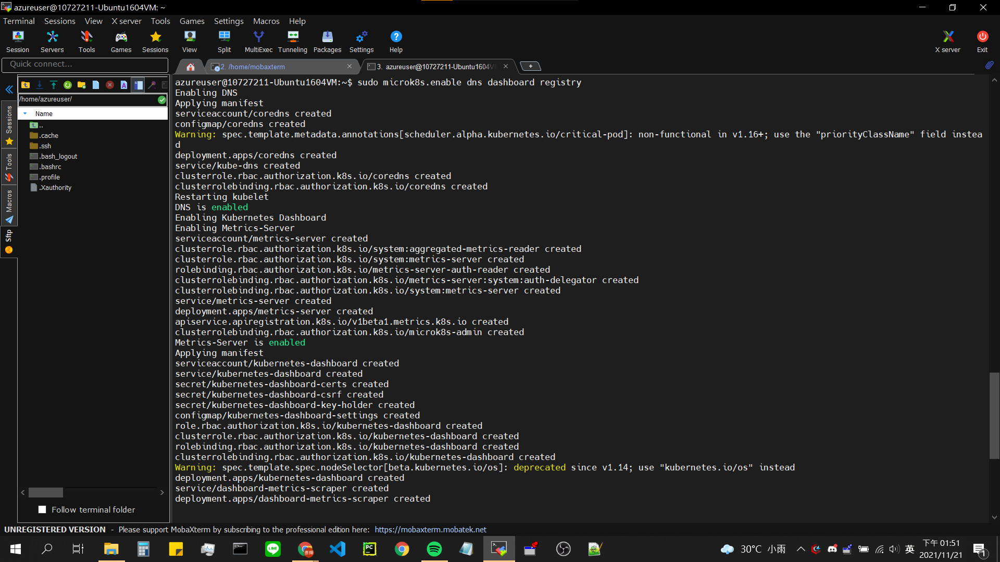 azureuser@10727211-Ubuntu1604VM: ~
Terminal Sessions View X server Tools Games Settings Macros Help
Session Servers Tools Games Sessions View Split MultiExec Tunneling Packages Settings Help X server Exit
Quick connect...
2. /home/mobaxterm
3. azureuser@10727211-Ubuntu1604V
/home/azureuser/
Name
..
.cache
.ssh
.bash_logout
.bashrc
.profile
.Xauthority
Sessions
Tools
Macros
Sftp
Follow terminal folder
azureuser@10727211-Ubuntu1604VM:~$ sudo microk8s.enable dns dashboard registry
Enabling DNS
Applying manifest
serviceaccount/coredns created
configmap/coredns created
Warning: spec.template.metadata.annotations[scheduler.alpha.kubernetes.io/critical-pod]: non-functional in v1.16+; use the "priorityClassName" field instea
d
deployment.apps/coredns created
service/kube-dns created
clusterrole.rbac.authorization.k8s.io/coredns created
clusterrolebinding.rbac.authorization.k8s.io/coredns created
Restarting kubelet
DNS is enabled
Enabling Kubernetes Dashboard
Enabling Metrics-Server
serviceaccount/metrics-server created
clusterrole.rbac.authorization.k8s.io/system:aggregated-metrics-reader created
clusterrole.rbac.authorization.k8s.io/system:metrics-server created
rolebinding.rbac.authorization.k8s.io/metrics-server-auth-reader created
clusterrolebinding.rbac.authorization.k8s.io/metrics-server:system:auth-delegator created
clusterrolebinding.rbac.authorization.k8s.io/system:metrics-server created
service/metrics-server created
deployment.apps/metrics-server created
apiservice.apiregistration.k8s.io/v1beta1.metrics.k8s.io created
clusterrolebinding.rbac.authorization.k8s.io/microk8s-admin created
Metrics-Server is enabled
Applying manifest
serviceaccount/kubernetes-dashboard created
service/kubernetes-dashboard created
secret/kubernetes-dashboard-certs created
secret/kubernetes-dashboard-csrf created
secret/kubernetes-dashboard-key-holder created
configmap/kubernetes-dashboard-settings created
role.rbac.authorization.k8s.io/kubernetes-dashboard created
clusterrole.rbac.authorization.k8s.io/kubernetes-dashboard created
rolebinding.rbac.authorization.k8s.io/kubernetes-dashboard created
clusterrolebinding.rbac.authorization.k8s.io/kubernetes-dashboard created
Warning: spec.template.spec.nodeSelector[beta.kubernetes.io/os]: deprecated since v1.14; use "kubernetes.io/os" instead
deployment.apps/kubernetes-dashboard created
service/dashboard-metrics-scraper created
deployment.apps/dashboard-metrics-scraper created
UNREGISTERED VERSION - Please support MobaXterm by subscribing to the professional edition here: https://mobaxterm.mobatek.net
30°C 小雨
英
下午 01:51
2021/11/21
1